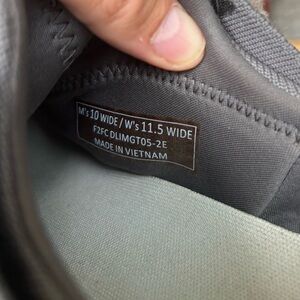 M's 10 WIDE / W's 11.5 WIDE
F2FC DLIMGT05-2E
MADE IN VIETNAM